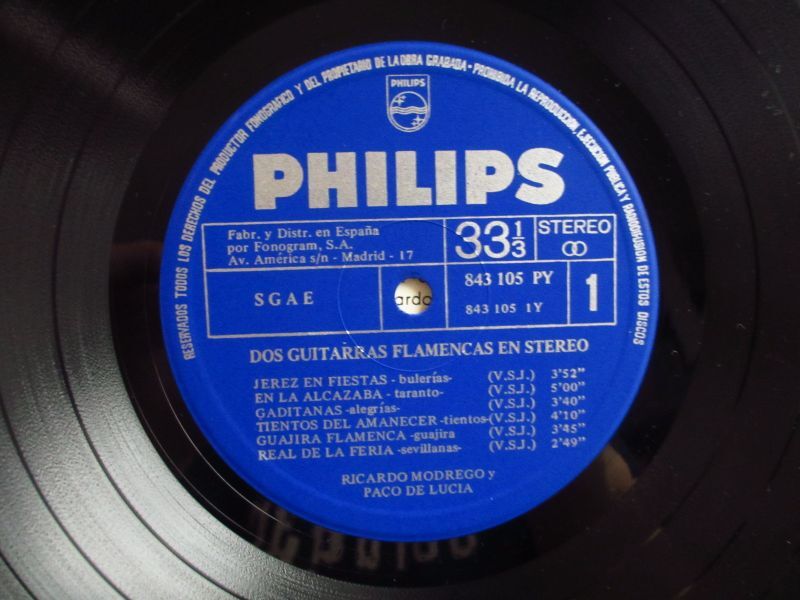 RESERVADOS TODOS LOS DERECHOS DEL PRODUCTOR FONOGRAFICO Y DEL PROPIETARIO DE LA OBRA GRABADA - PROHIBIDA LA REPRODUCCION, EJECUCION PUBLICA Y RADIODIFUSION DE ESTOS DISCOS
PHILIPS
PHILIPS
Fabr. y Distr. en España
por Fonogram, S.A.
Av. América s/n - Madrid - 17
33 1/3
STEREO
SGAE
ardo
843 105 PY
843 105 1Y
1
DOS GUITARRAS FLAMENCAS EN STEREO
JEREZ EN FIESTAS - bulerías- (V.S.J.) 3'52"
EN LA ALCAZABA - taranto- (V.S.J.) 5'00"
GADITANAS -alegrías- (V.S.J.) 3'40"
TIENTOS DEL AMANECER -tientos- (V.S.J.) 4'10"
GUAJIRA FLAMENCA -guajira (V.S.J.) 3'45"
REAL DE LA FERIA -sevillanas- (V.S.J.) 2'49"
RICARDO MODREGO y
PACO DE LUCIA